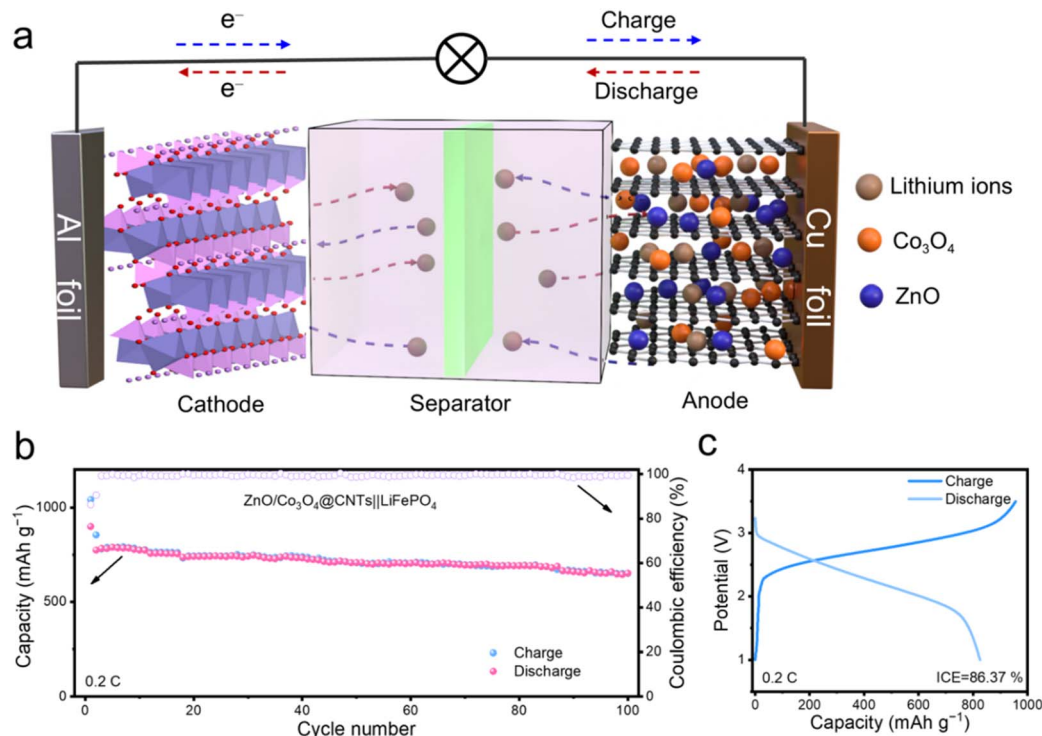 a
e⁻
Charge
e⁻
Discharge
Al foil
Cu foil
Lithium ions
Co₃O₄
ZnO
Cathode
Separator
Anode
b
ZnO/Co₃O₄@CNTs||LiFePO₄
Capacity (mAh g⁻¹)
1000
750
500
250
0
Coulombic efficiency (%)
100
80
60
40
20
0
Charge
Discharge
0.2 C
0
20
40
60
80
100
Cycle number
c
Charge
Discharge
Potential (V)
4
3
2
1
0.2 C
ICE=86.37 %
0
200
400
600
800
1000
Capacity (mAh g⁻¹)